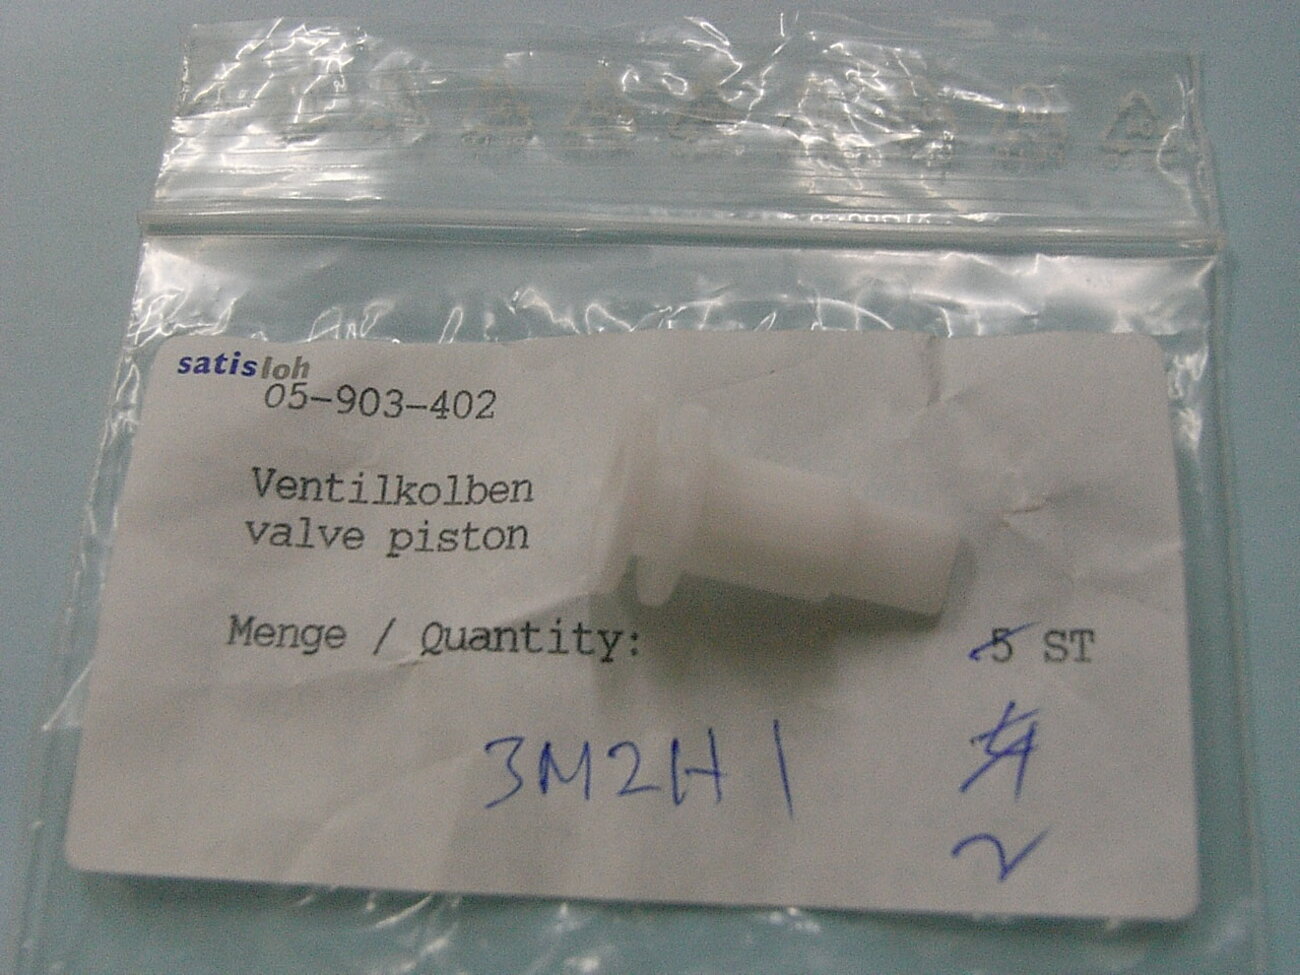 satisloh
05-903-402
Ventilkolben
valve piston
Menge / Quantity: 5 ST
4
3M2H1
2